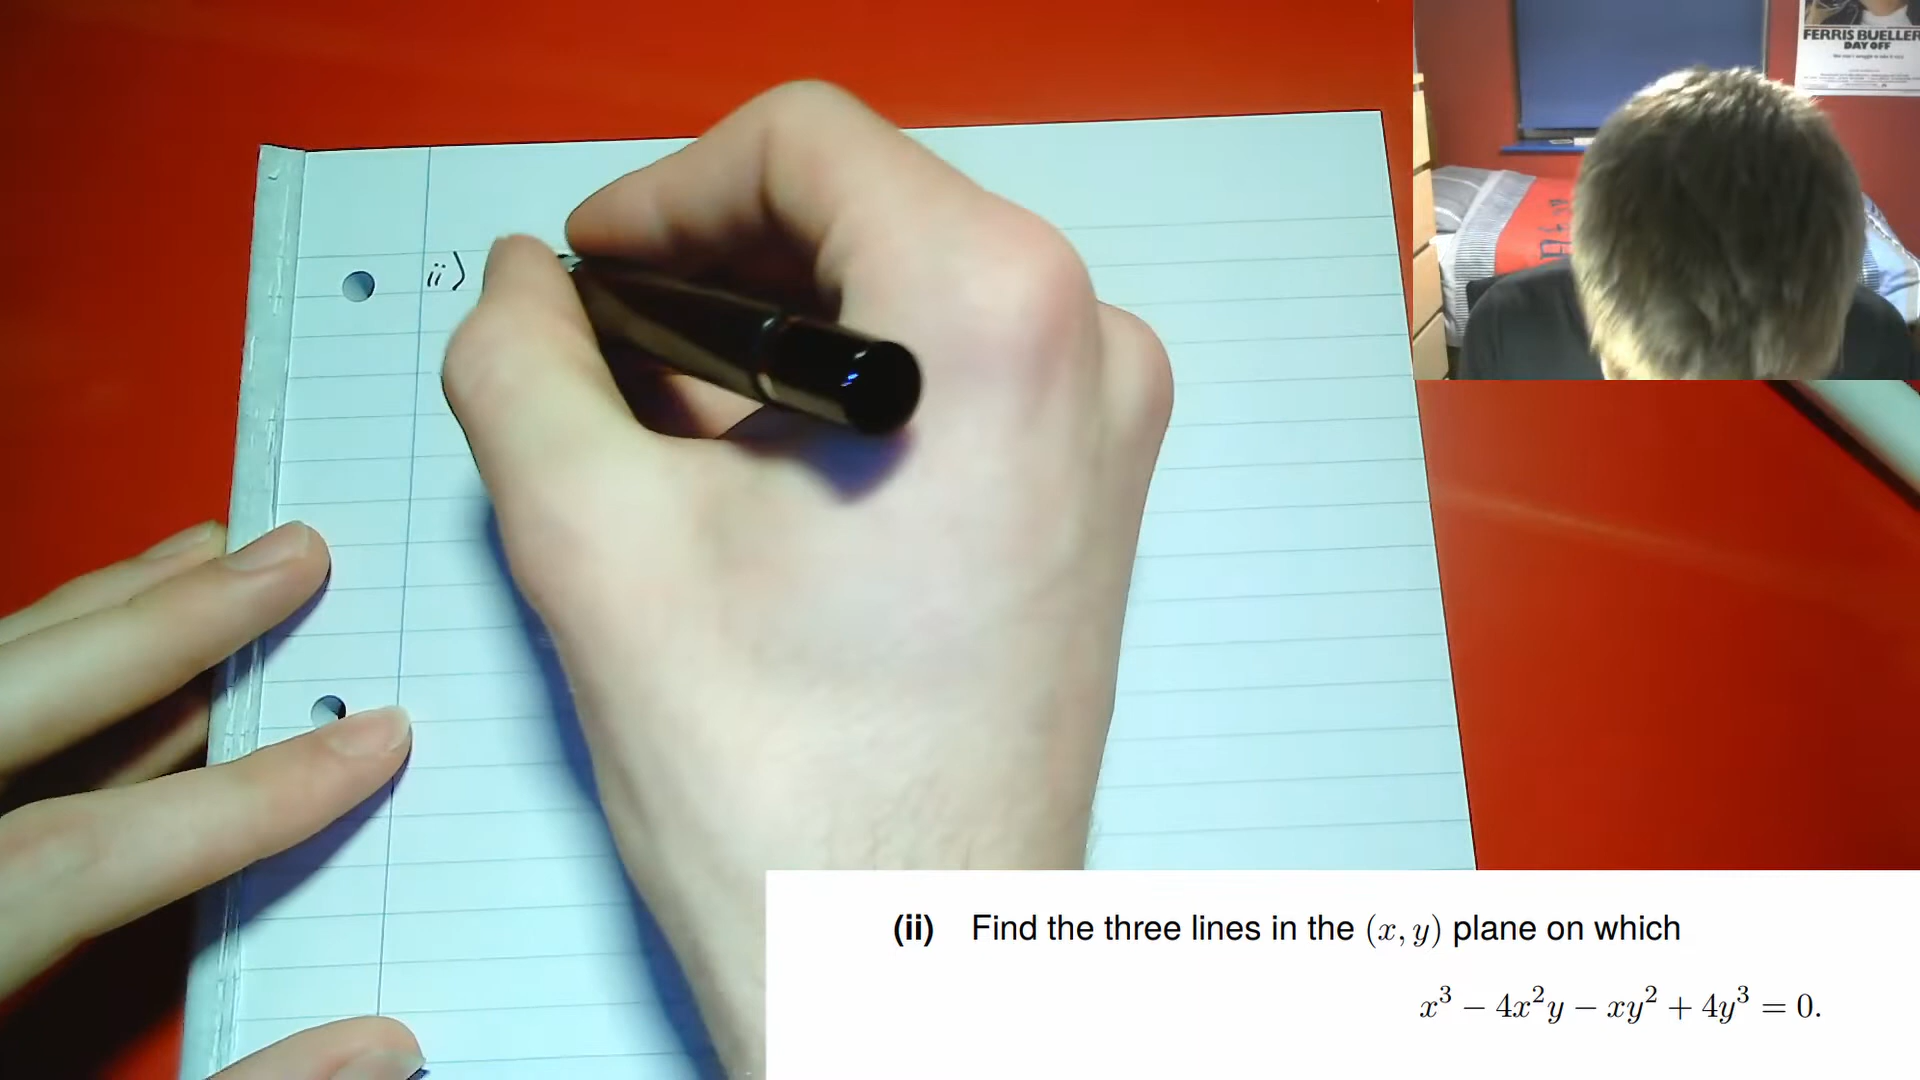 FERRIS BUELLER
DAY OFF
ii)
(ii) Find the three lines in the (x, y) plane on which
x³ − 4x²y − xy² + 4y³ = 0.